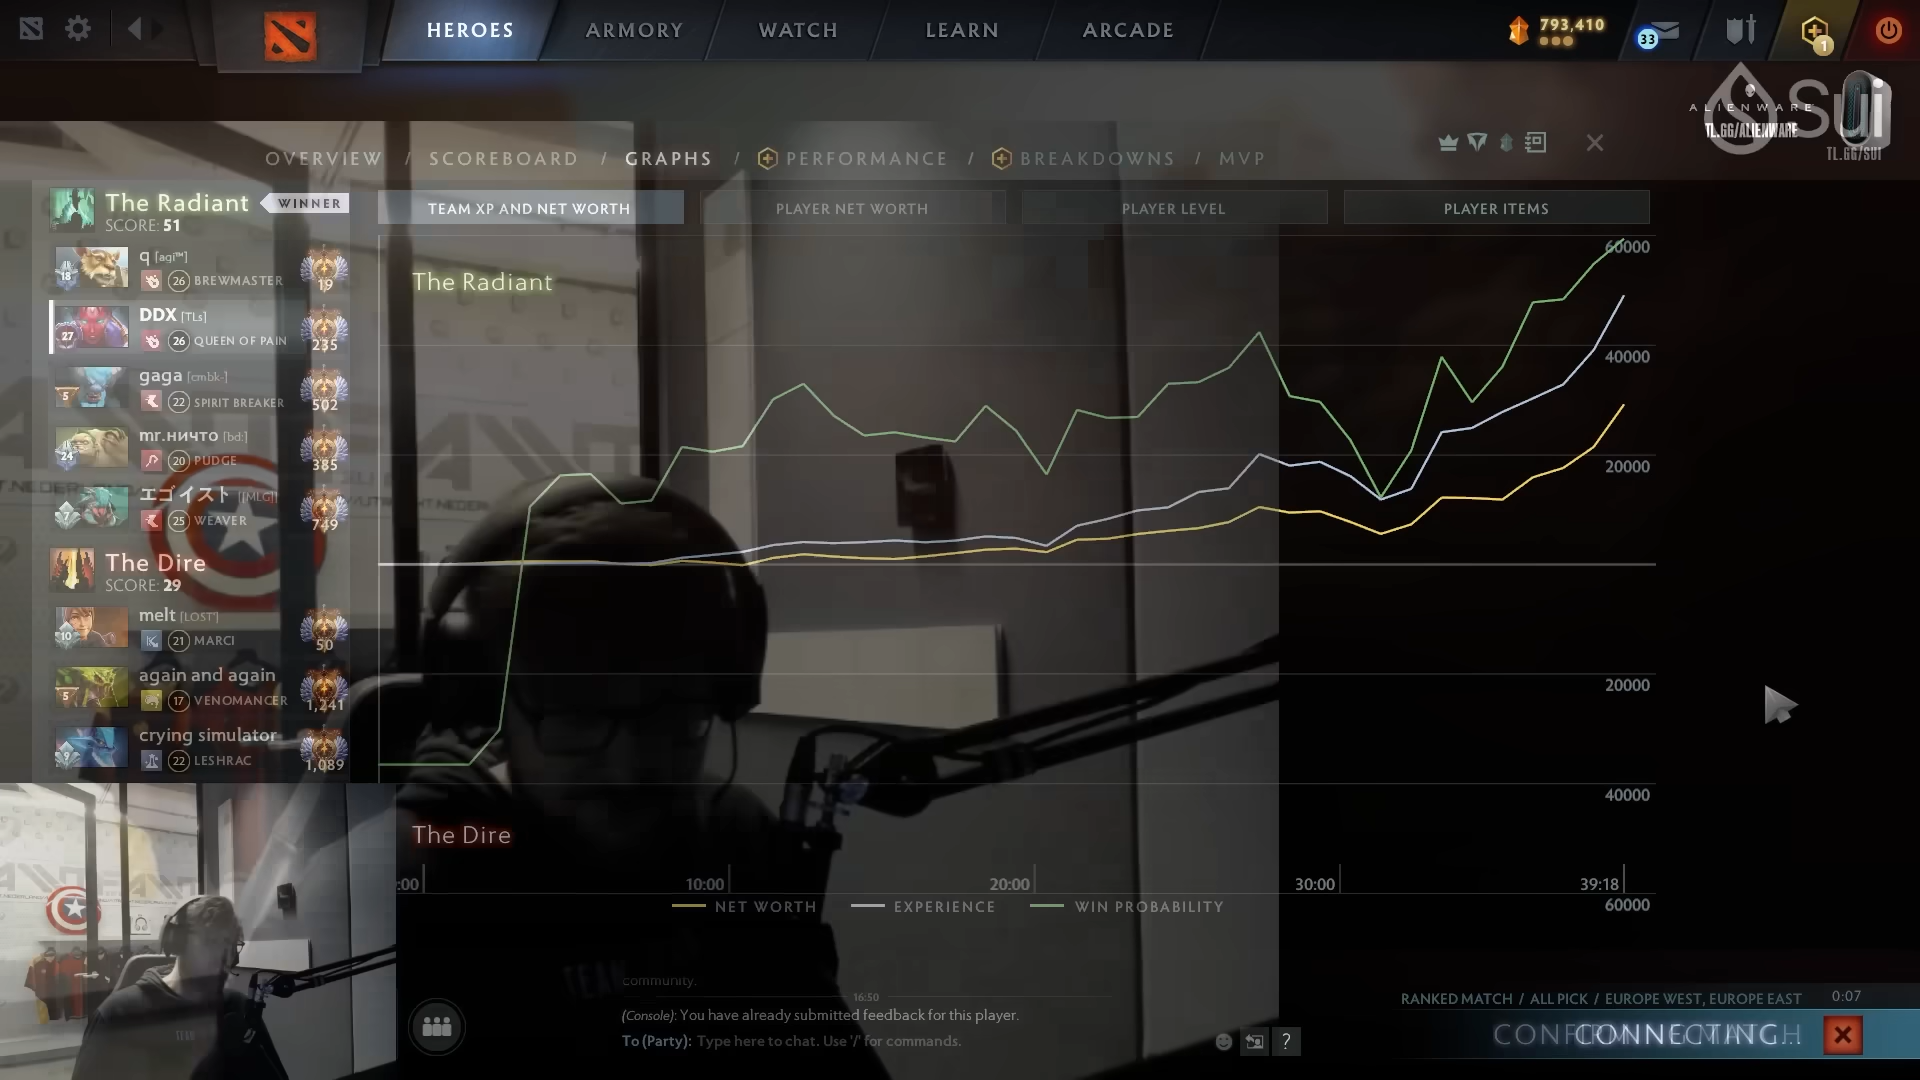 HEROES
ARMORY
WATCH
LEARN
ARCADE
793,410
33
1
Sui
ALIENWARE
TL.GG/ALIENWARE
TL.GG/SUI
OVERVIEW / SCOREBOARD / GRAPHS / PERFORMANCE / BREAKDOWNS / MVP
The Radiant WINNER
SCORE: 51
TEAM XP AND NET WORTH
PLAYER NET WORTH
PLAYER LEVEL
PLAYER ITEMS
q [agi™]
18 26 BREWMASTER 19
DDX [TLs]
27 26 QUEEN OF PAIN 235
gaga [cmbk-]
5 22 SPIRIT BREAKER 502
mr.ничто [bd:]
24 20 PUDGE 385
エゴイスト [JMLG]
7 25 WEAVER 749
The Dire
SCORE: 29
melt [LOST']
10 21 MARCI 50
again and again
5 17 VENOMANCER 1,241
crying simulator
9 22 LESHRAC 1,089
The Radiant
60000
40000
20000
20000
40000
60000
The Dire
:00
10:00
20:00
30:00
39:18
NET WORTH
EXPERIENCE
WIN PROBABILITY
community.
16:50
(Console): You have already submitted feedback for this player.
To (Party): Type here to chat. Use '/' for commands.
?
RANKED MATCH / ALL PICK / EUROPE WEST, EUROPE EAST 0:07
CONNECTING...